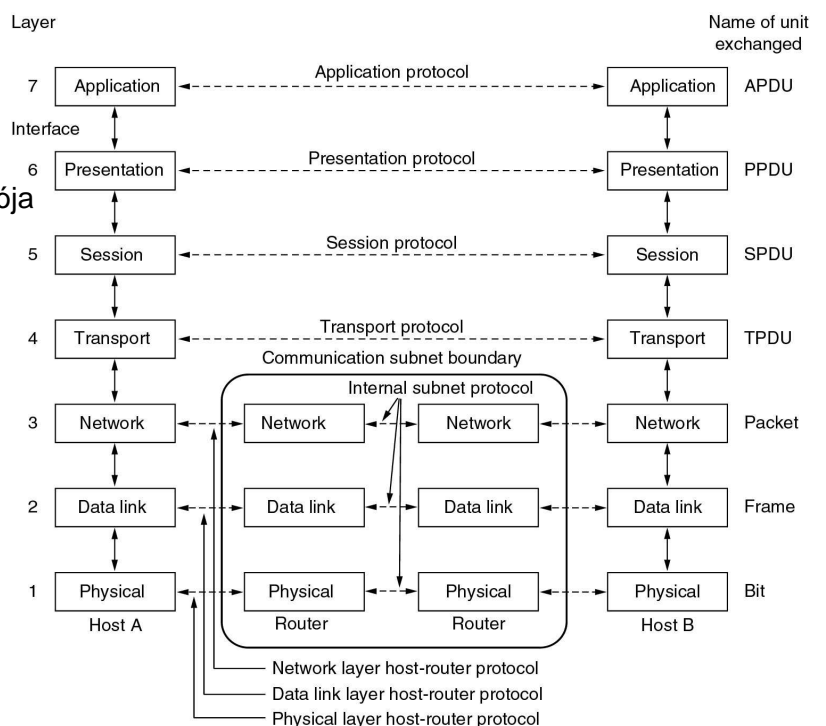 Layer
Name of unit
exchanged
Application protocol
7 Application Application APDU
Interface
Presentation protocol
6 Presentation Presentation PPDU
ója
Session protocol
5 Session Session SPDU
Transport protocol
4 Transport Transport TPDU
Communication subnet boundary
Internal subnet protocol
3 Network Network Network Network Packet
2 Data link Data link Data link Data link Frame
1 Physical Physical Physical Physical Bit
Host A Router Router Host B
Network layer host-router protocol
Data link layer host-router protocol
Physical layer host-router protocol